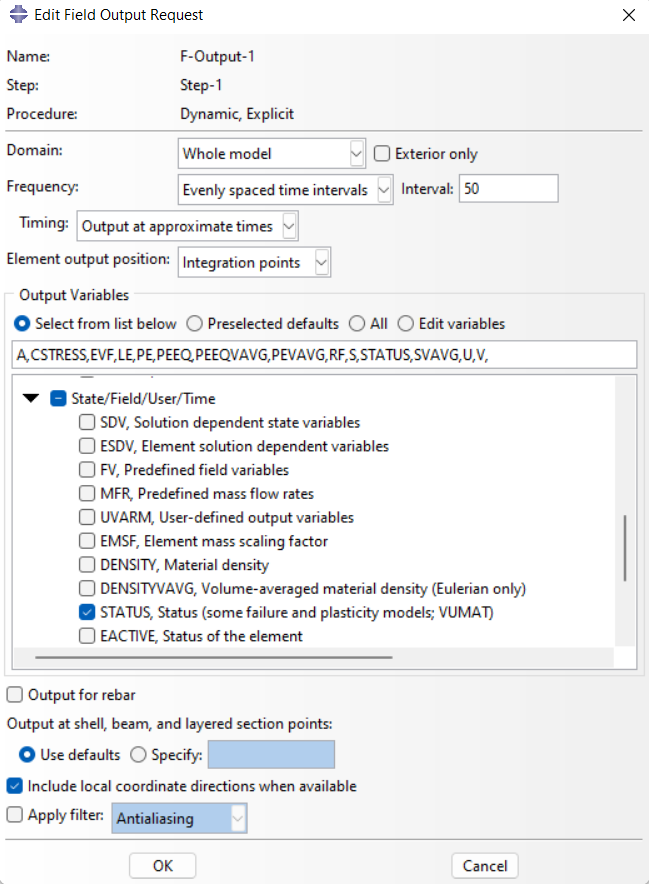 Edit Field Output Request
Name: F-Output-1
Step: Step-1
Procedure: Dynamic, Explicit
Domain: Whole model Exterior only
Frequency: Evenly spaced time intervals Interval: 50
Timing: Output at approximate times
Element output position: Integration points
Output Variables
Select from list below Preselected defaults All Edit variables
A,CSTRESS,EVF,LE,PE,PEEQ,PEEQVAVG,PEVAVG,RF,S,STATUS,SVAVG,U,V,
State/Field/User/Time
SDV, Solution dependent state variables
ESDV, Element solution dependent variables
FV, Predefined field variables
MFR, Predefined mass flow rates
UVARM, User-defined output variables
EMSF, Element mass scaling factor
DENSITY, Material density
DENSITYVAVG, Volume-averaged material density (Eulerian only)
STATUS, Status (some failure and plasticity models; VUMAT)
EACTIVE, Status of the element
Output for rebar
Output at shell, beam, and layered section points:
Use defaults Specify:
Include local coordinate directions when available
Apply filter: Antialiasing
OK Cancel